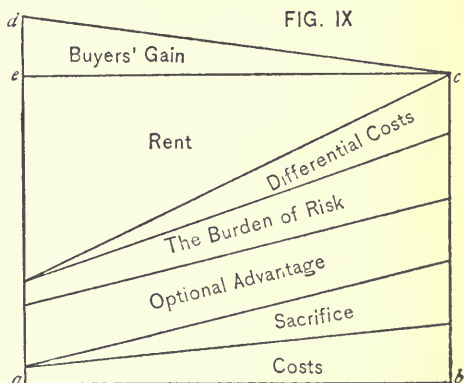 FIG. IX
d
Buyers' Gain
e
c
Rent
Differential Costs
The Burden of Risk
Optional Advantage
Sacrifice
Costs
a
b